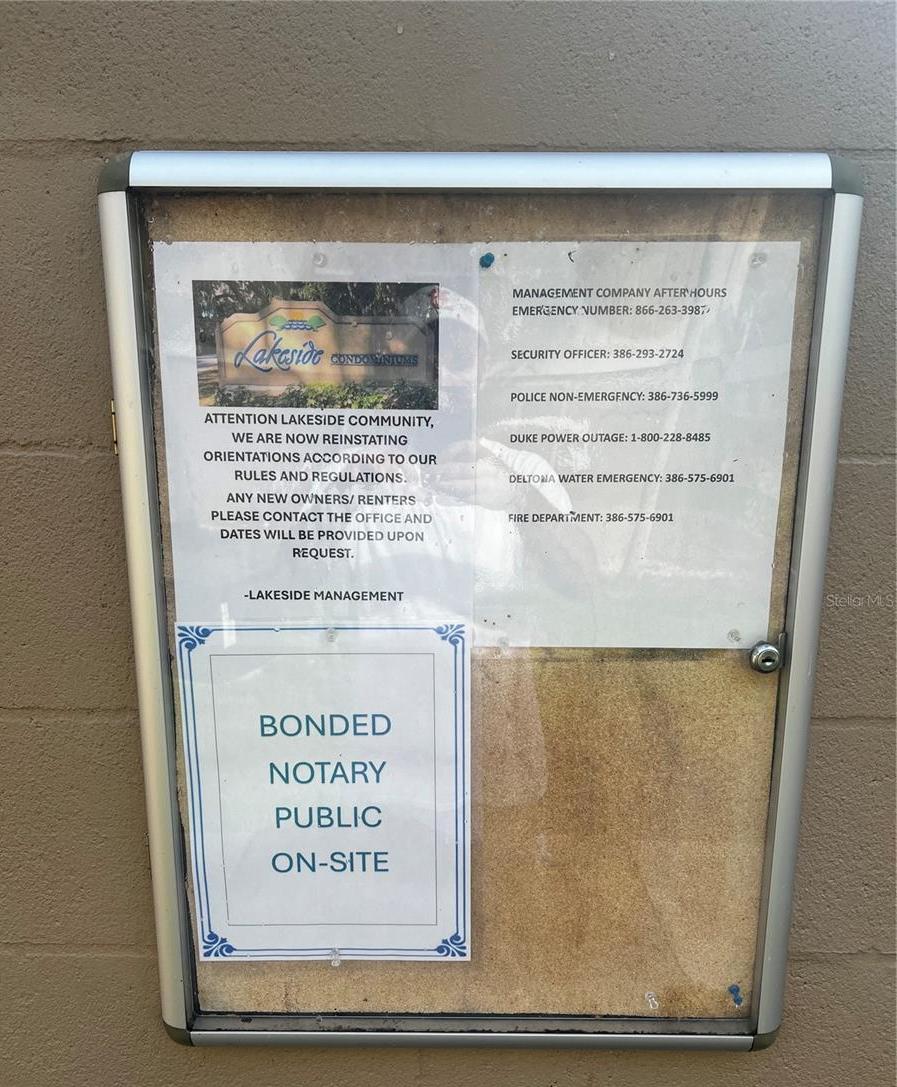 Lakeside CONDOMINIUMS
ATTENTION LAKESIDE COMMUNITY,
WE ARE NOW REINSTATING
ORIENTATIONS ACCORDING TO OUR
RULES AND REGULATIONS.
ANY NEW OWNERS/ RENTERS
PLEASE CONTACT THE OFFICE AND
DATES WILL BE PROVIDED UPON
REQUEST.
-LAKESIDE MANAGEMENT
MANAGEMENT COMPANY AFTER HOURS
EMERGENCY NUMBER: 866-263-3987
SECURITY OFFICER: 386-293-2724
POLICE NON-EMERGENCY: 386-736-5999
DUKE POWER OUTAGE: 1-800-228-8485
DELTONA WATER EMERGENCY: 386-575-6901
FIRE DEPARTMENT: 386-575-6901
BONDED
NOTARY
PUBLIC
ON-SITE
Stellar MLS